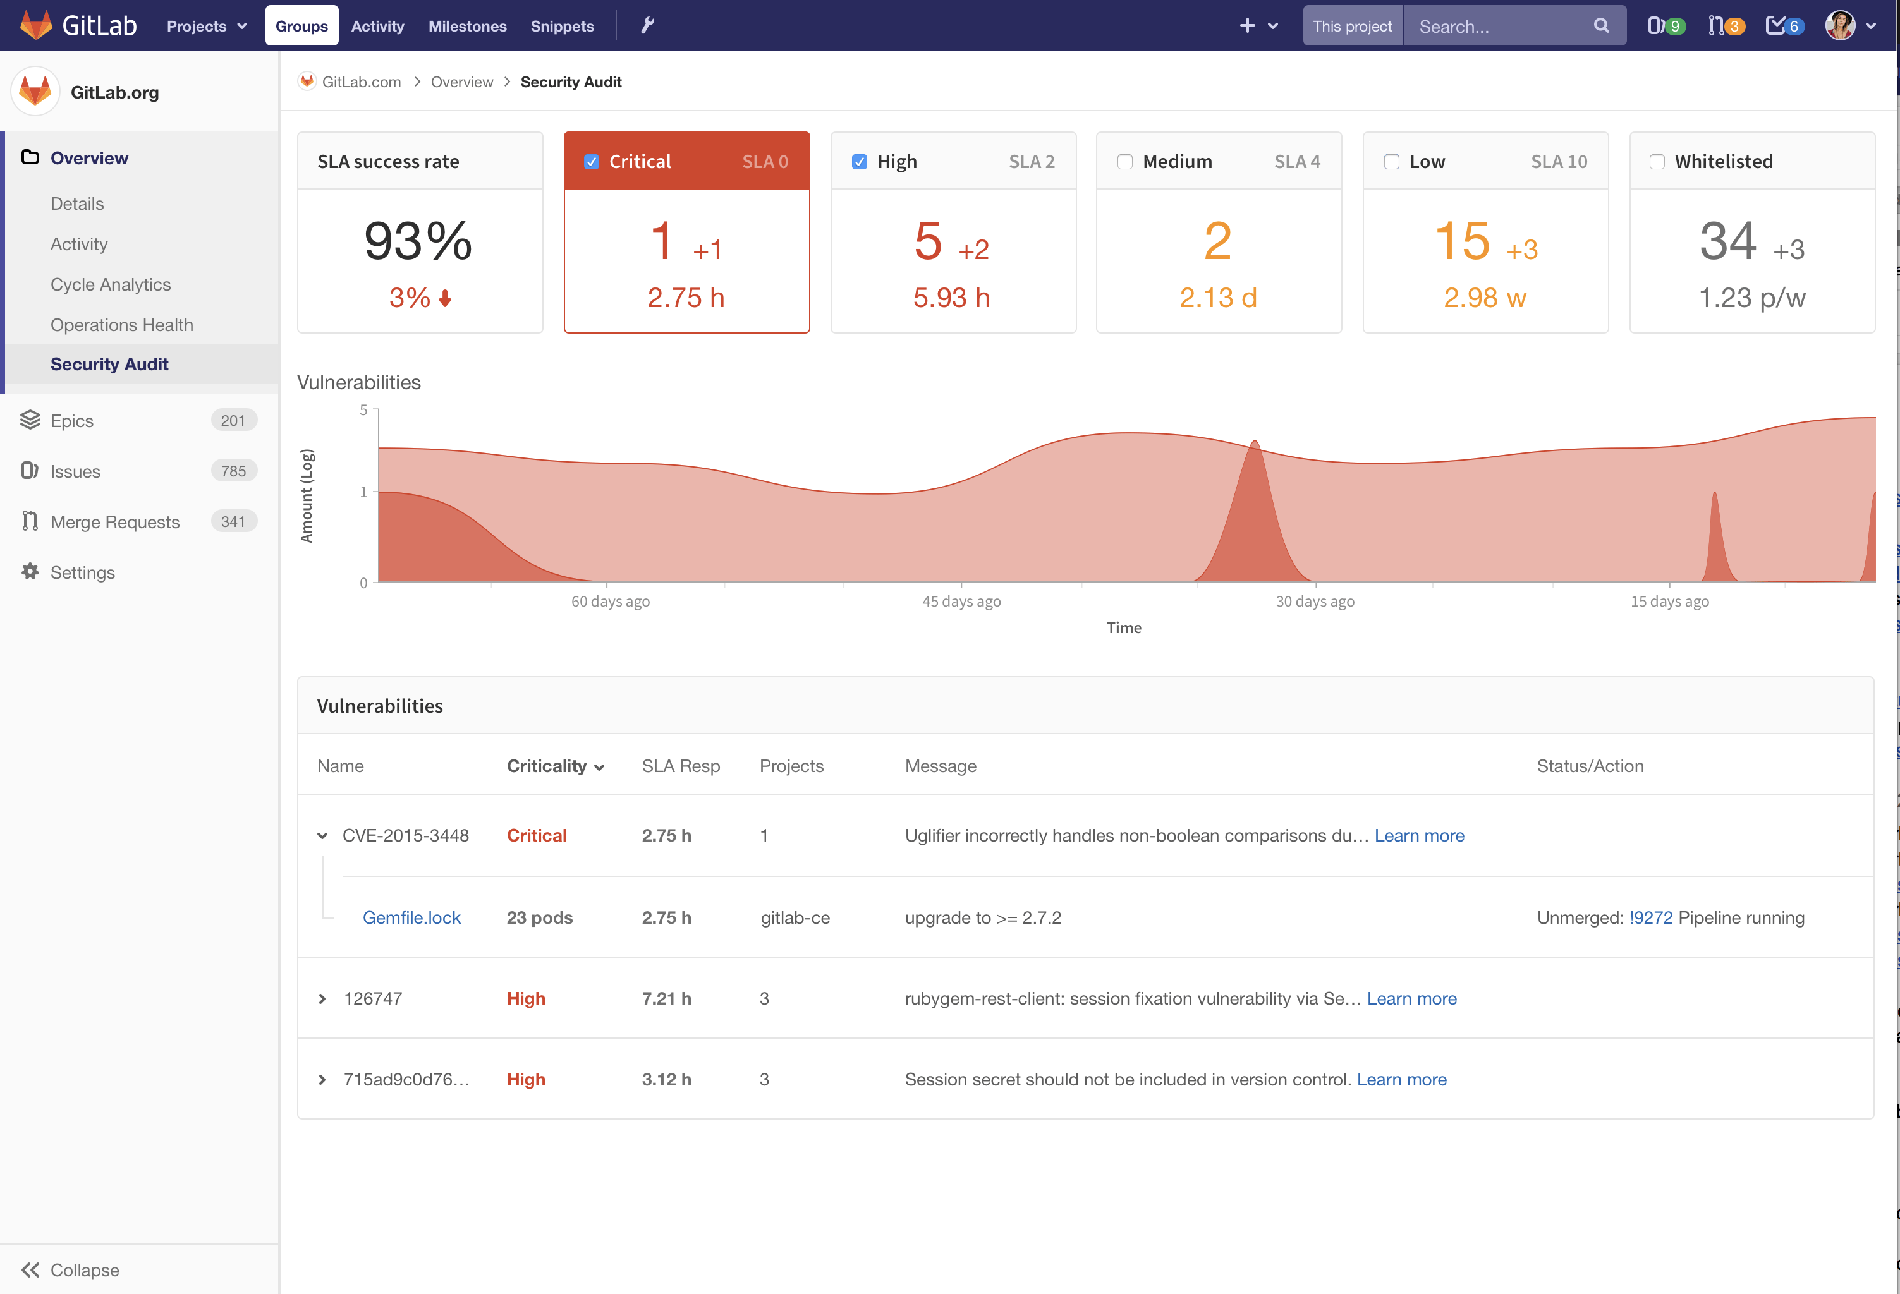 GitLab Projects Groups Activity Milestones Snippets This project Search... 9 3 6
GitLab.org
Overview
Details
Activity
Cycle Analytics
Operations Health
Security Audit
Epics 201
Issues 785
Merge Requests 341
Settings
Collapse
GitLab.com > Overview > Security Audit
SLA success rate
93%
3%
Critical SLA 0
1 +1
2.75 h
High SLA 2
5 +2
5.93 h
Medium SLA 4
2
2.13 d
Low SLA 10
15 +3
2.98 w
Whitelisted
34 +3
1.23 p/w
Vulnerabilities
Amount (Log)
5
1
0
60 days ago 45 days ago 30 days ago 15 days ago
Time
Vulnerabilities
Name Criticality SLA Resp Projects Message Status/Action
CVE-2015-3448 Critical 2.75 h 1 Uglifier incorrectly handles non-boolean comparisons du... Learn more
Gemfile.lock 23 pods 2.75 h gitlab-ce upgrade to >= 2.7.2 Unmerged: !9272 Pipeline running
126747 High 7.21 h 3 rubygem-rest-client: session fixation vulnerability via Se... Learn more
715ad9c0d76... High 3.12 h 3 Session secret should not be included in version control. Learn more